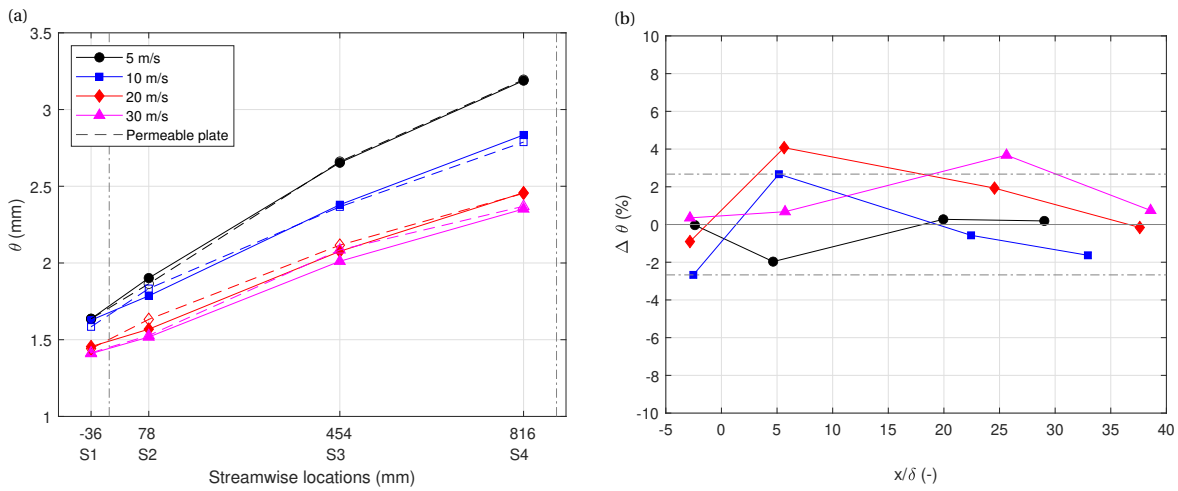 (a)
3.5
3
2.5
2
1.5
1
θ (mm)
5 m/s
10 m/s
20 m/s
30 m/s
Permeable plate
-36 78 454 816
S1 S2 S3 S4
Streamwise locations (mm)
(b)
10
8
6
4
2
0
-2
-4
-6
-8
-10
Δ θ (%)
-5 0 5 10 15 20 25 30 35 40
x/δ (-)